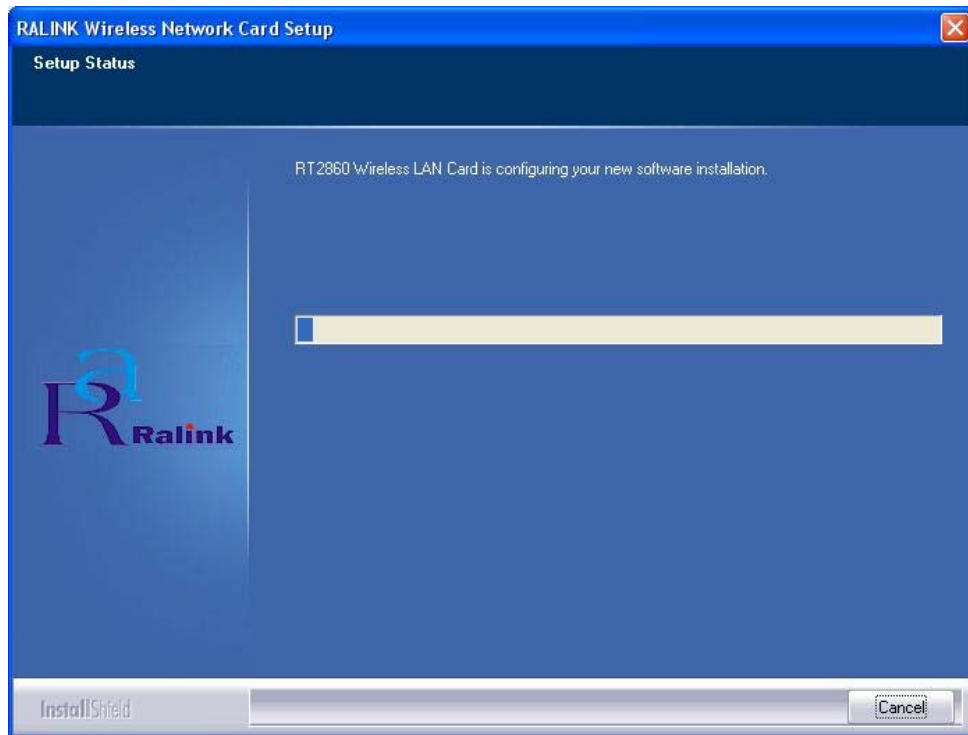 RALINK Wireless Network Card Setup
Setup Status
RT2860 Wireless LAN Card is configuring your new software installation.
Ra
Ralink
InstallShield
Cancel